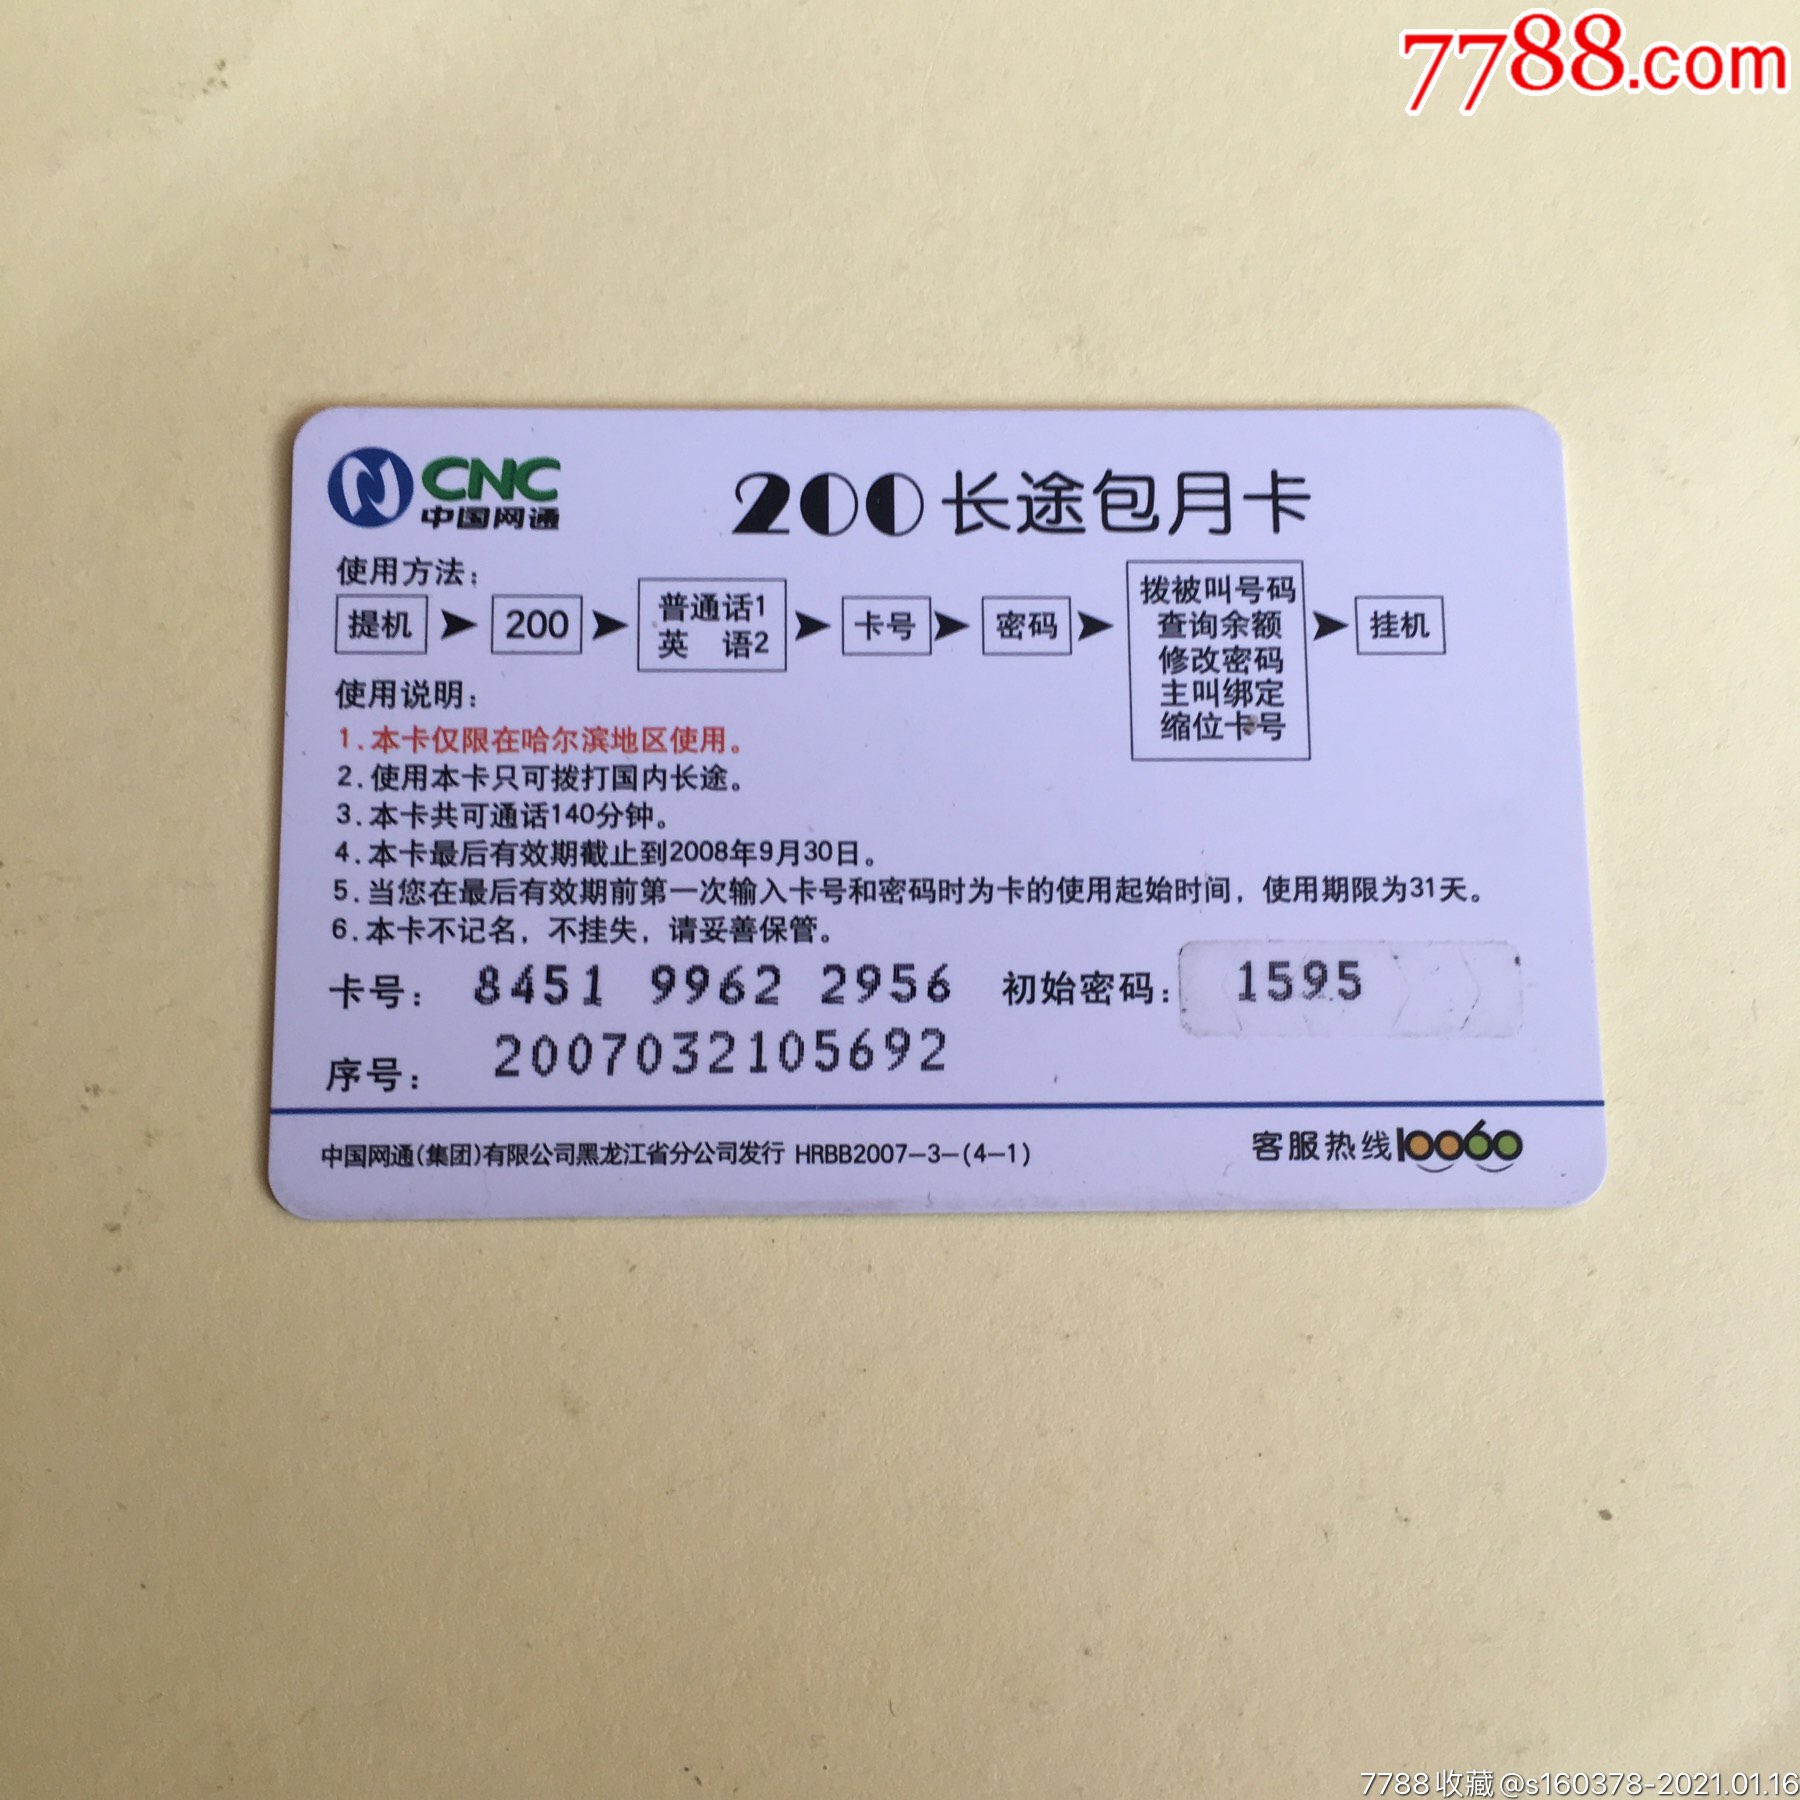 7788.com
CNC
中国网通
200长途包月卡
使用方法:
提机 200 普通话1 英 语2 卡号 密码 拨被叫号码 查询余额 修改密码 主叫绑定 缩位卡号 挂机
使用说明:
1.本卡仅限在哈尔滨地区使用。
2.使用本卡只可拨打国内长途。
3.本卡共可通话140分钟。
4.本卡最后有效期截止到2008年9月30日。
5.当您在最后有效期前第一次输入卡号和密码时为卡的使用起始时间,使用期限为31天。
6.本卡不记名,不挂失,请妥善保管。
卡号: 8451 9962 2956 初始密码: 1595
序号: 2007032105692
中国网通(集团)有限公司黑龙江省分公司发行 HRBB2007-3-(4-1) 客服热线10060
7788收藏@s160378-2021.01.16